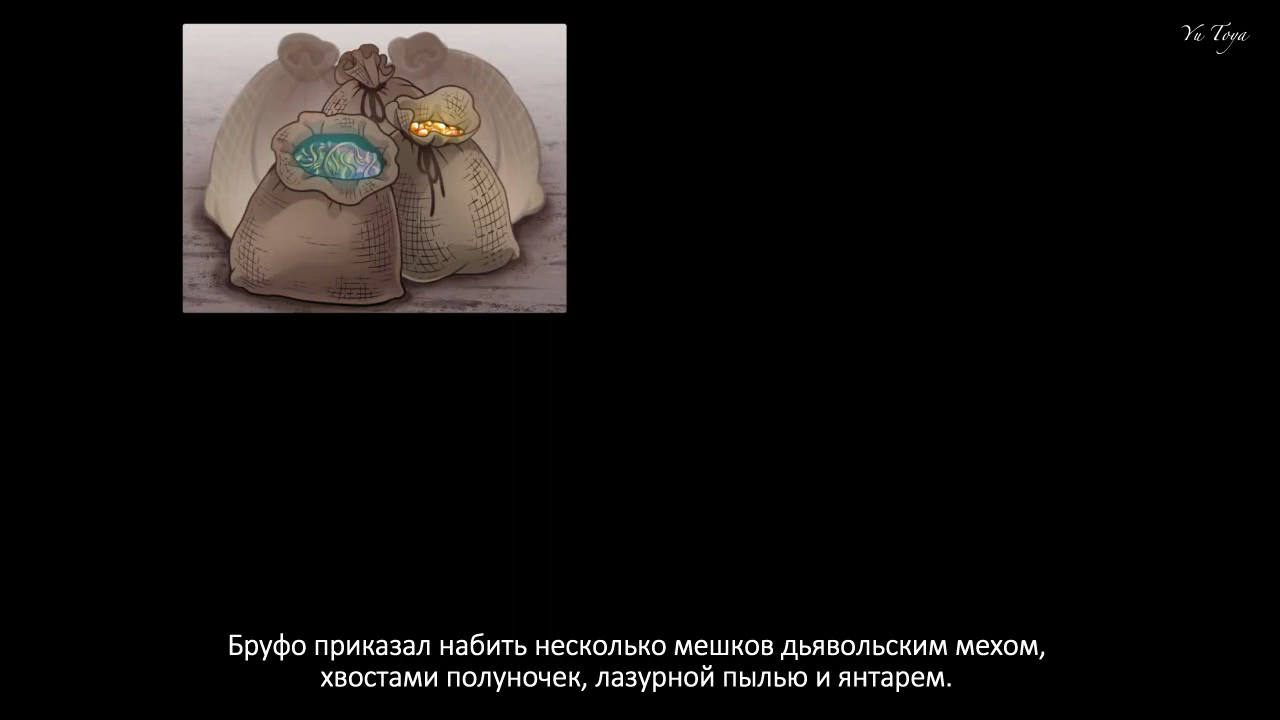 Yu Toya
Бруфо приказал набить несколько мешков дьявольским мехом,
хвостами полуночек, лазурной пылью и янтарем.